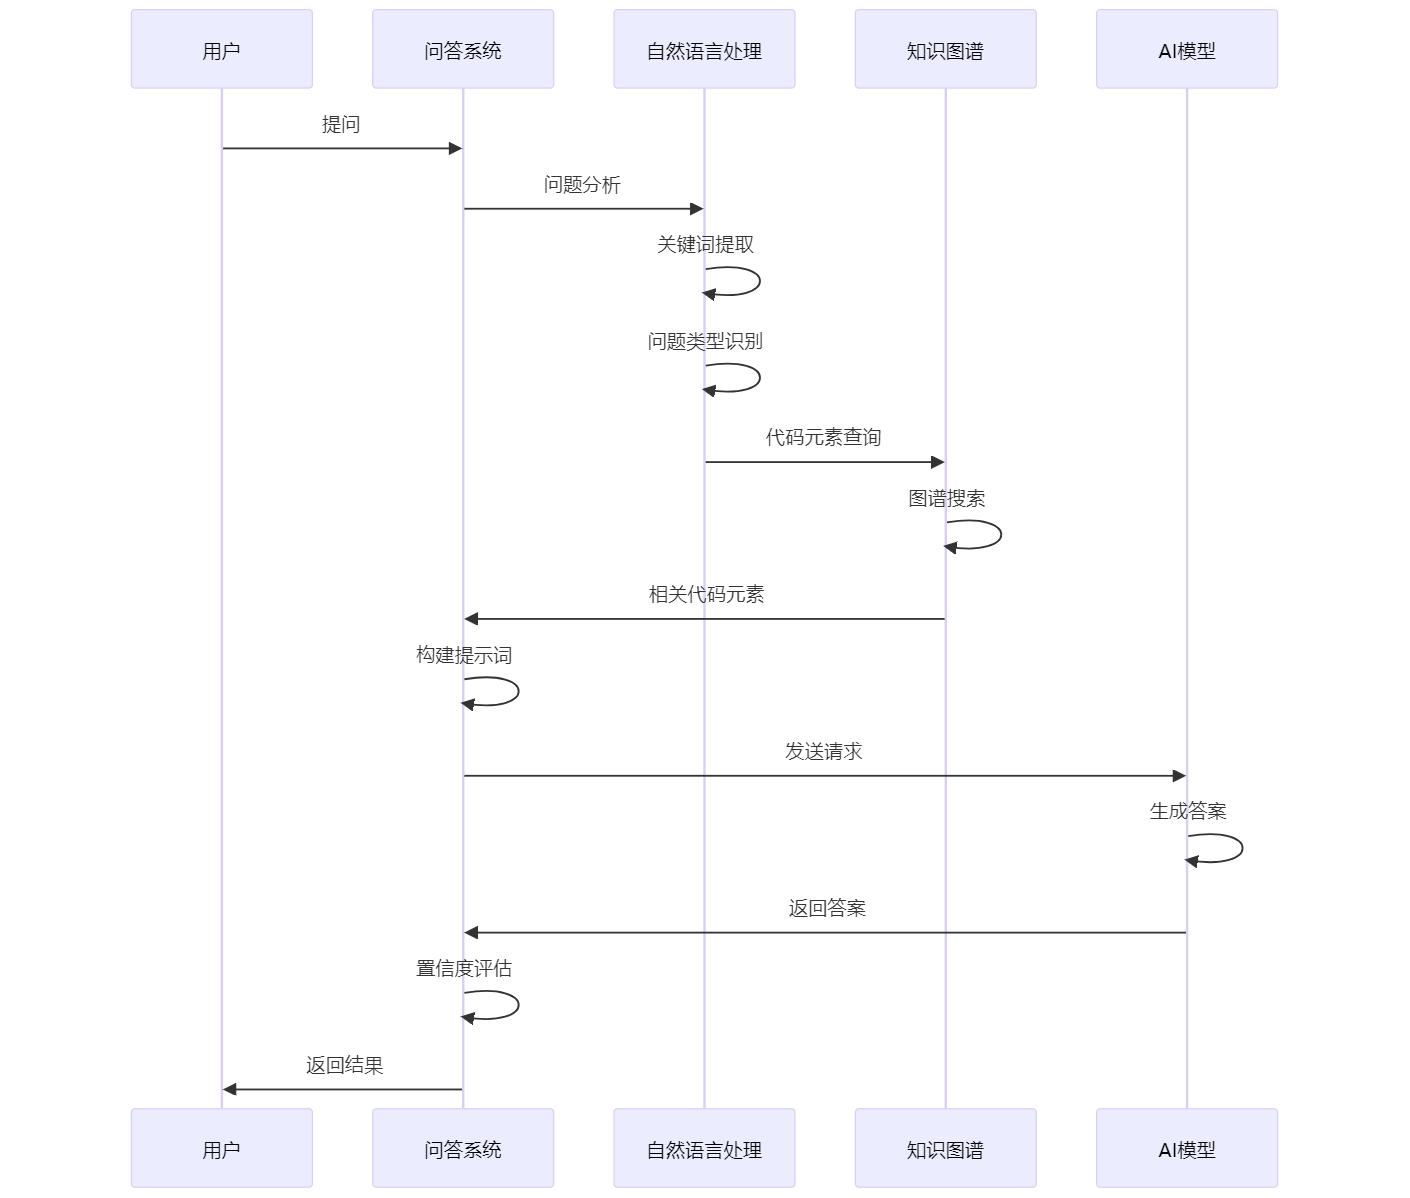 用户
问答系统
自然语言处理
知识图谱
AI模型
提问
问题分析
关键词提取
问题类型识别
代码元素查询
图谱搜索
相关代码元素
构建提示词
发送请求
生成答案
返回答案
置信度评估
返回结果
用户
问答系统
自然语言处理
知识图谱
AI模型